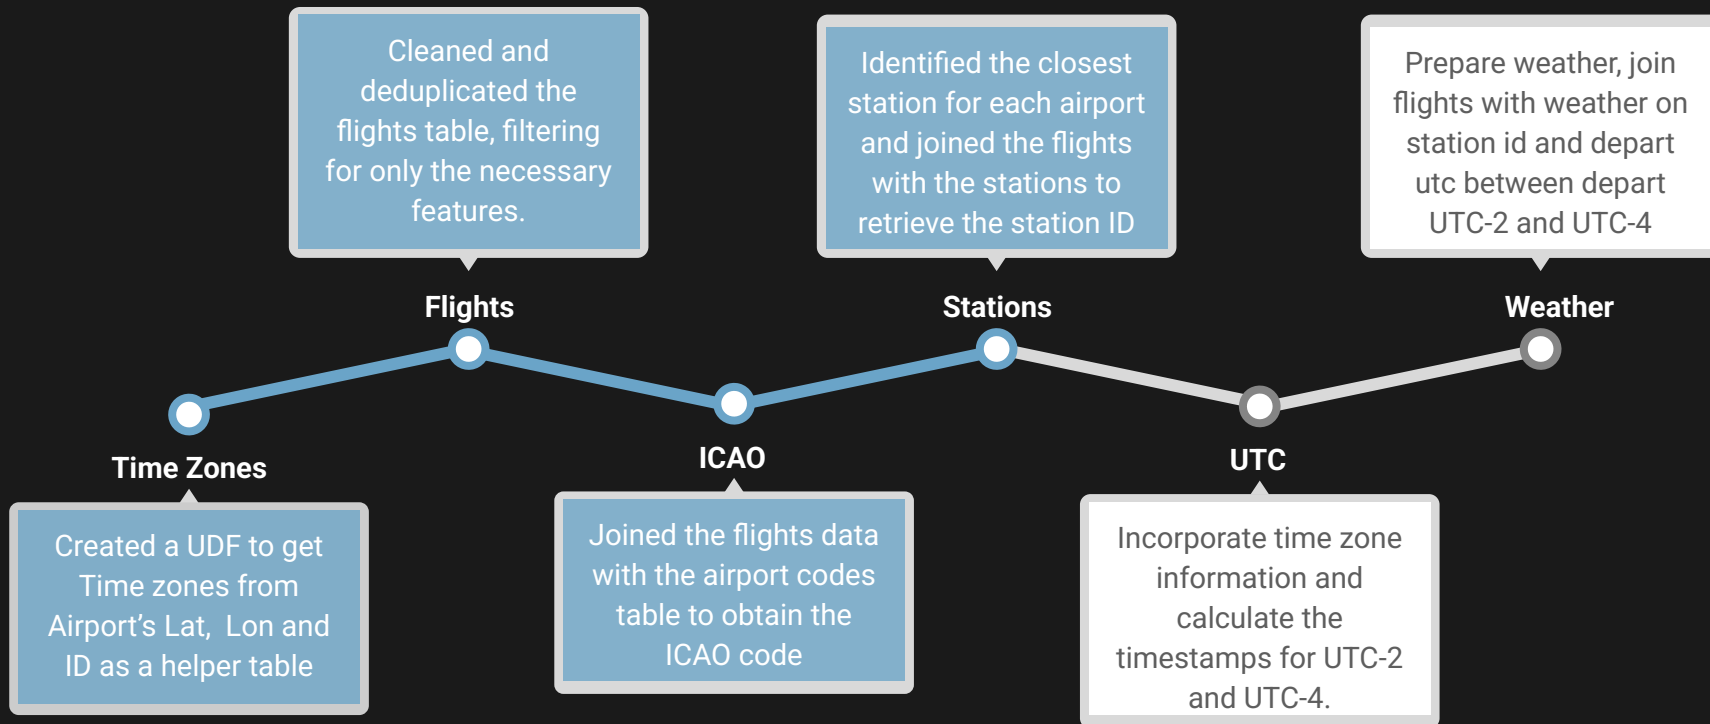 Cleaned and
deduplicated the
flights table, filtering
for only the necessary
features.
Flights
Identified the closest
station for each airport
and joined the flights
with the stations to
retrieve the station ID
Stations
Prepare weather, join
flights with weather on
station id and depart
utc between depart
UTC-2 and UTC-4
Weather
Time Zones
Created a UDF to get
Time zones from
Airport’s Lat, Lon and
ID as a helper table
ICAO
Joined the flights data
with the airport codes
table to obtain the
ICAO code
UTC
Incorporate time zone
information and
calculate the
timestamps for UTC-2
and UTC-4.